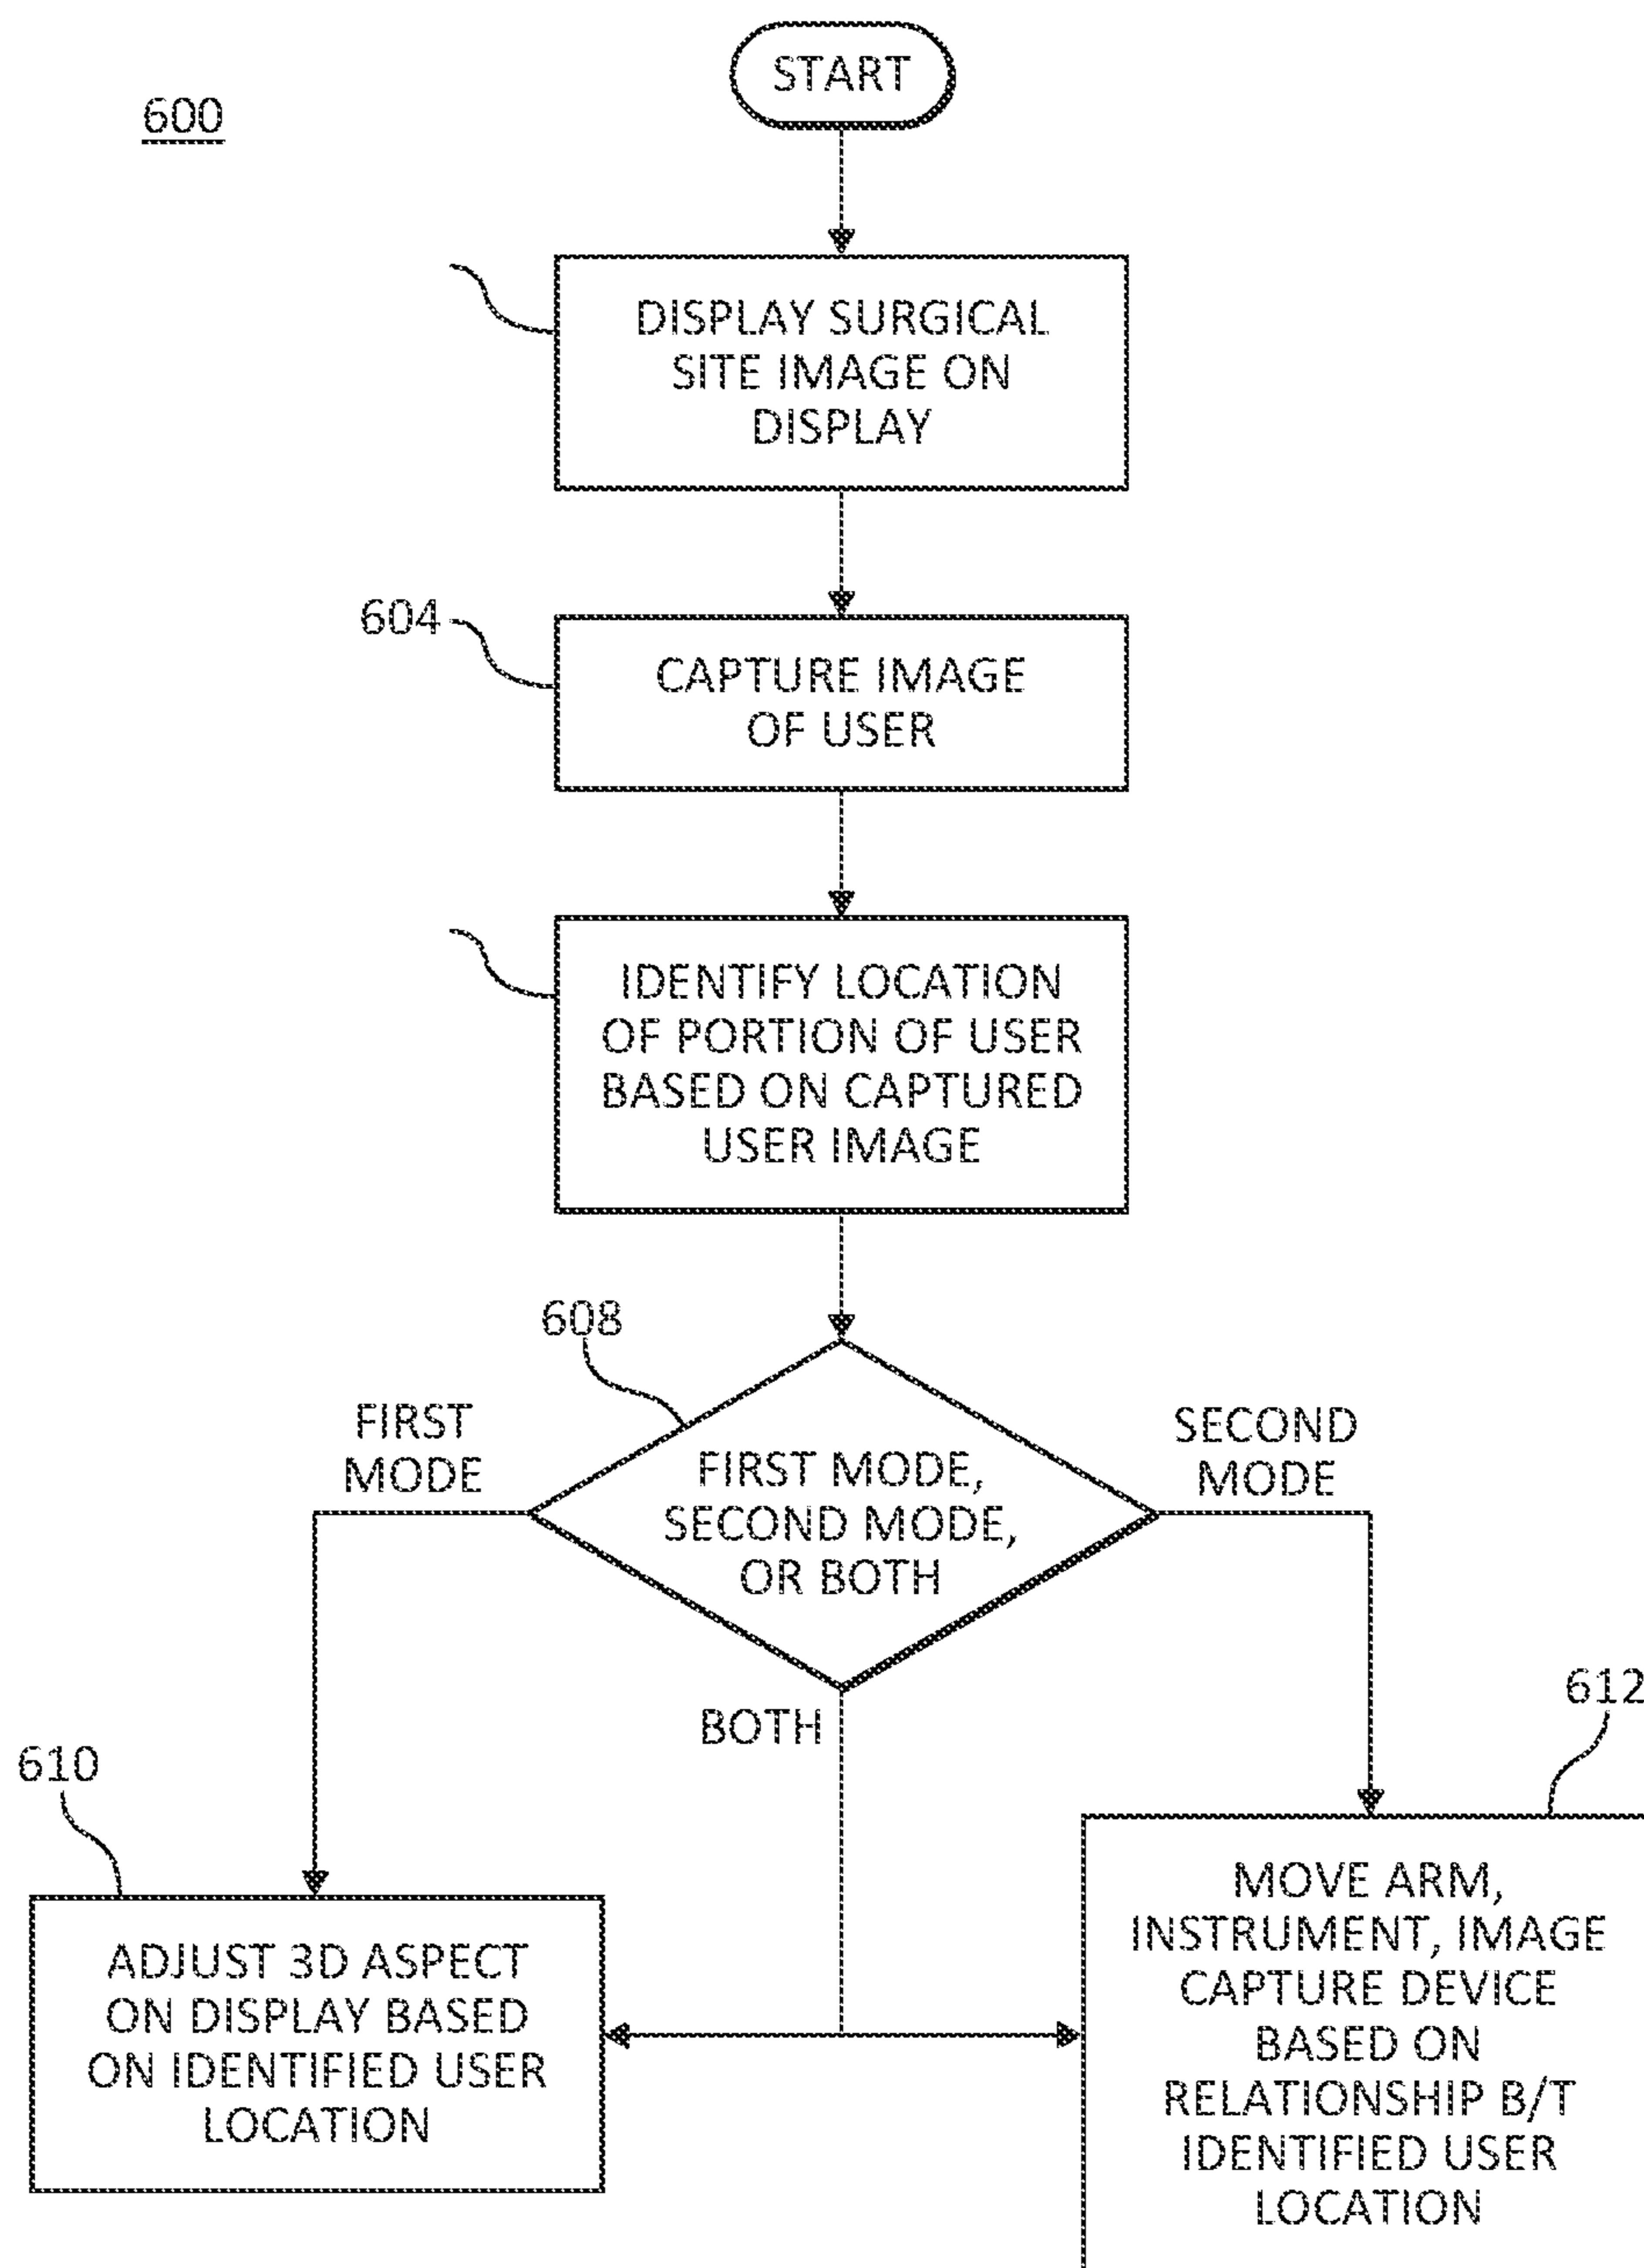 600
START
DISPLAY SURGICAL
SITE IMAGE ON
DISPLAY
604
CAPTURE IMAGE
OF USER
IDENTIFY LOCATION
OF PORTION OF USER
BASED ON CAPTURED
USER IMAGE
608
FIRST
MODE
FIRST MODE,
SECOND MODE,
OR BOTH
SECOND
MODE
BOTH
610
ADJUST 3D ASPECT
ON DISPLAY BASED
ON IDENTIFIED USER
LOCATION
612
MOVE ARM,
INSTRUMENT, IMAGE
CAPTURE DEVICE
BASED ON
RELATIONSHIP B/T
IDENTIFIED USER
LOCATION